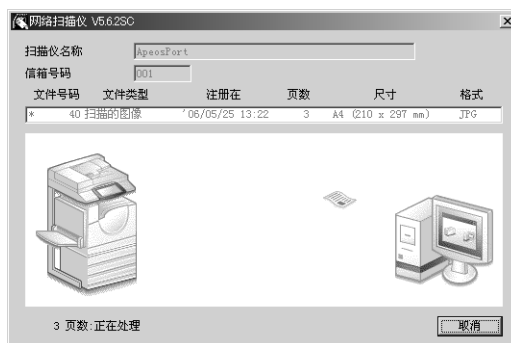 网络扫描仪 V5.6.2SC
扫描仪名称 ApeosPort
信箱号码 001
文件号码 文件类型 注册在 页数 尺寸 格式
* 40 扫描的图像 '06/05/25 13:22 3 A4 (210 x 297 mm) JPG
3 页数:正在处理 取消